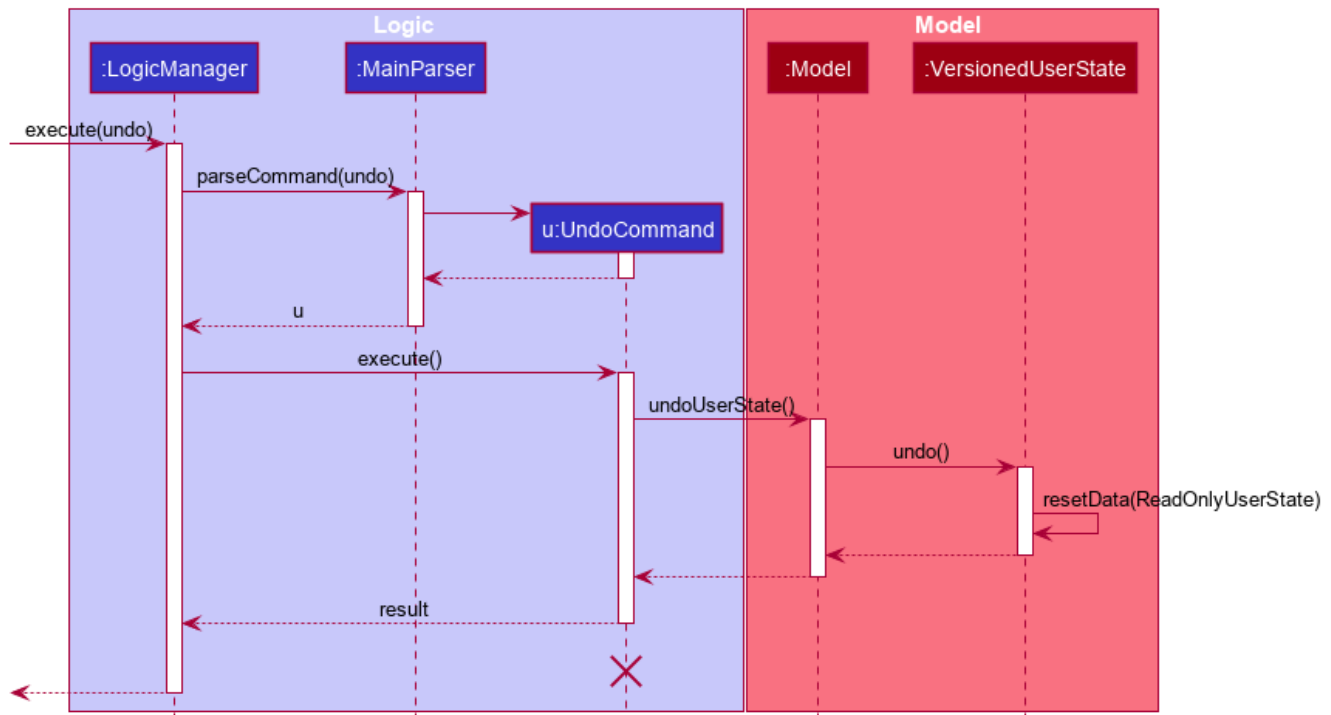 Logic
Model
:LogicManager
:MainParser
:Model
:VersionedUserState
execute(undo)
parseCommand(undo)
u:UndoCommand
u
execute()
undoUserState()
undo()
resetData(ReadOnlyUserState)
result